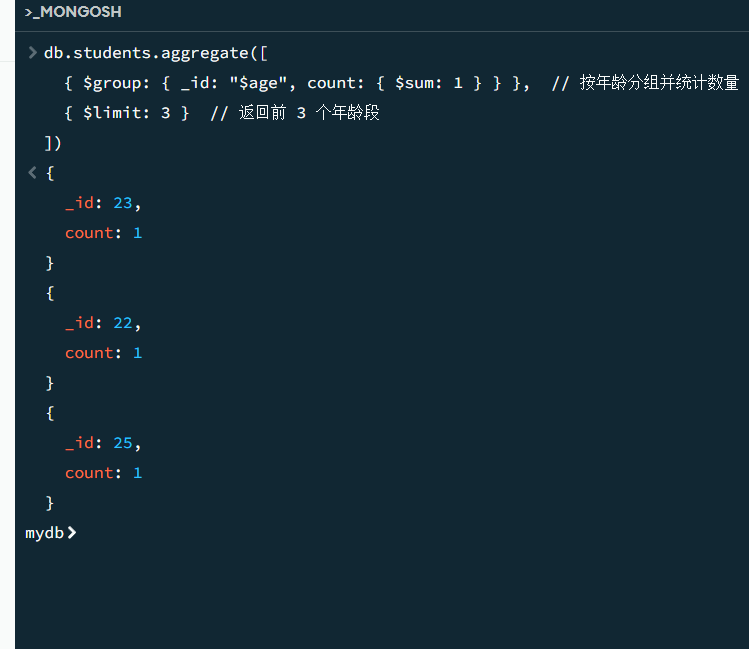 >_MONGOSH
> db.students.aggregate([
{ $group: { _id: "$age", count: { $sum: 1 } } },  // 按年龄分组并统计数量
{ $limit: 3 }  // 返回前 3 个年龄段
])
< {
_id: 23,
count: 1
}
{
_id: 22,
count: 1
}
{
_id: 25,
count: 1
}
mydb>